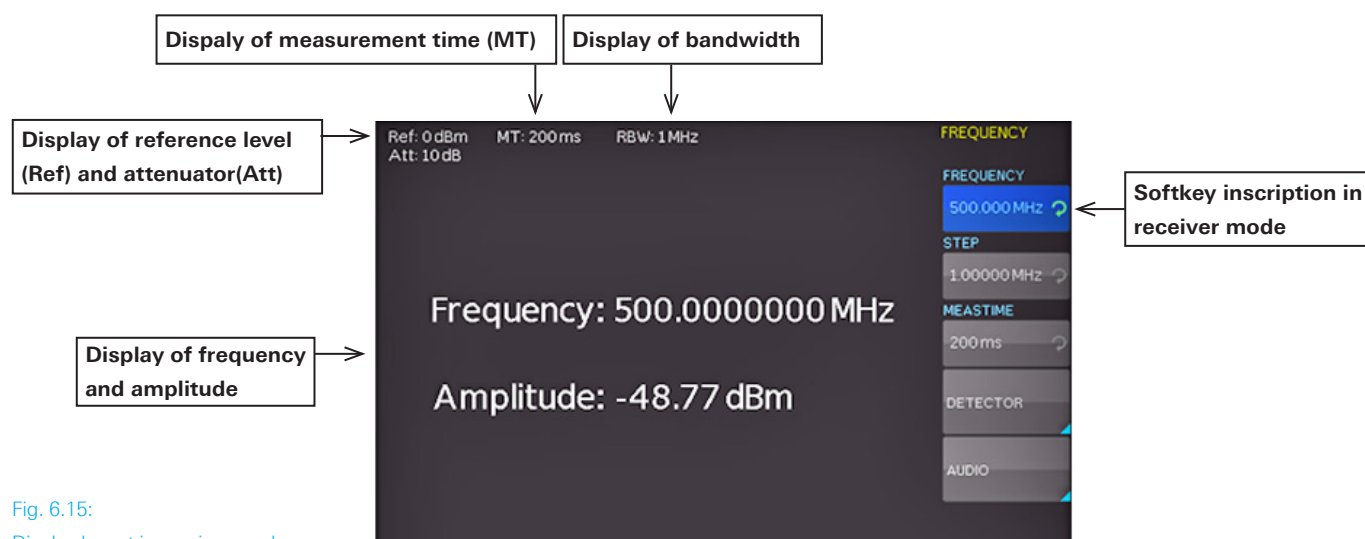 Dispaly of measurement time (MT)
Display of bandwidth
Display of reference level
(Ref) and attenuator(Att)
Ref: 0 dBm MT: 200 ms RBW: 1 MHz
Att: 10 dB
FREQUENCY
FREQUENCY
500.000 MHz
Softkey inscription in
receiver mode
STEP
1.00000 MHz
Frequency: 500.0000000 MHz
MEASTIME
200 ms
Display of frequency
and amplitude
Amplitude: -48.77 dBm
DETECTOR
AUDIO
Fig. 6.15: